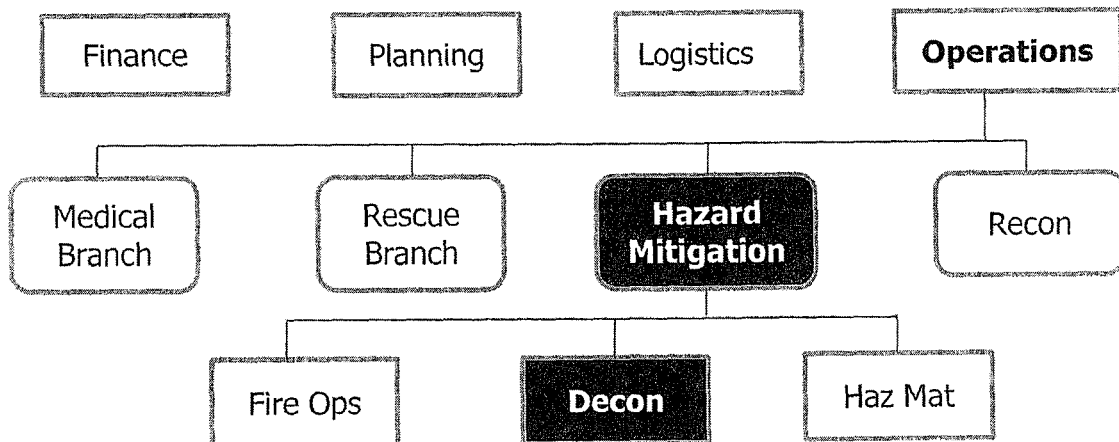 Finance
Planning
Logistics
Operations
Medical
Branch
Rescue
Branch
Hazard
Mitigation
Recon
Fire Ops
Decon
Haz Mat